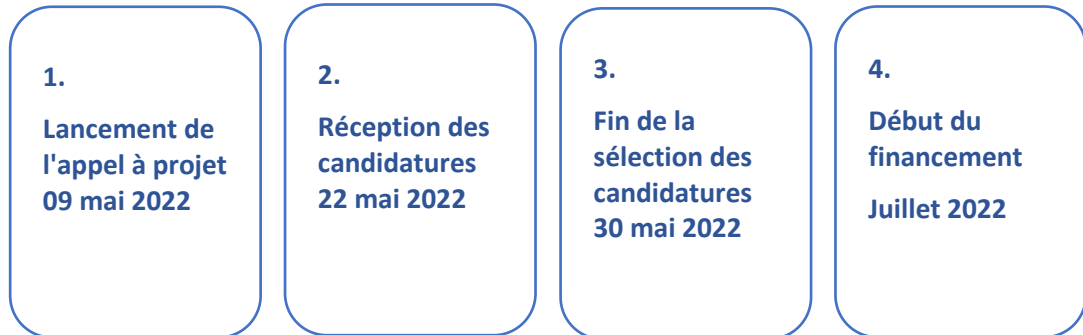 1.
Lancement de
l'appel à projet
09 mai 2022
2.
Réception des
candidatures
22 mai 2022
3.
Fin de la
sélection des
candidatures
30 mai 2022
4.
Début du
financement
Juillet 2022